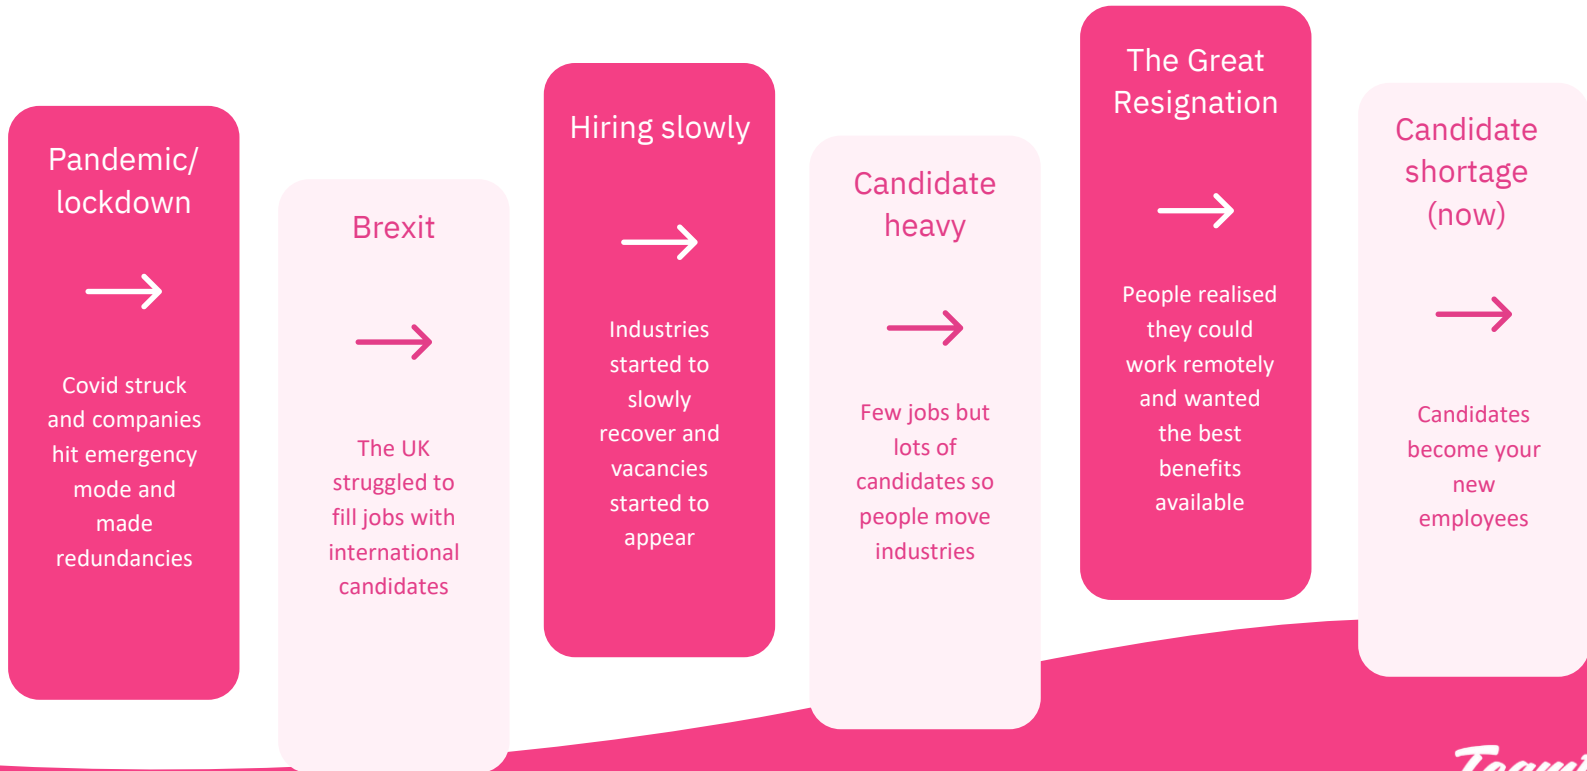 Pandemic/
lockdown
Covid struck
and companies
hit emergency
mode and
made
redundancies
Brexit
The UK
struggled to
fill jobs with
international
candidates
Hiring slowly
Industries
started to
slowly
recover and
vacancies
started to
appear
Candidate
heavy
Few jobs but
lots of
candidates so
people move
industries
The Great
Resignation
People realised
they could
work remotely
and wanted
the best
benefits
available
Candidate
shortage
(now)
Candidates
become your
new
employees